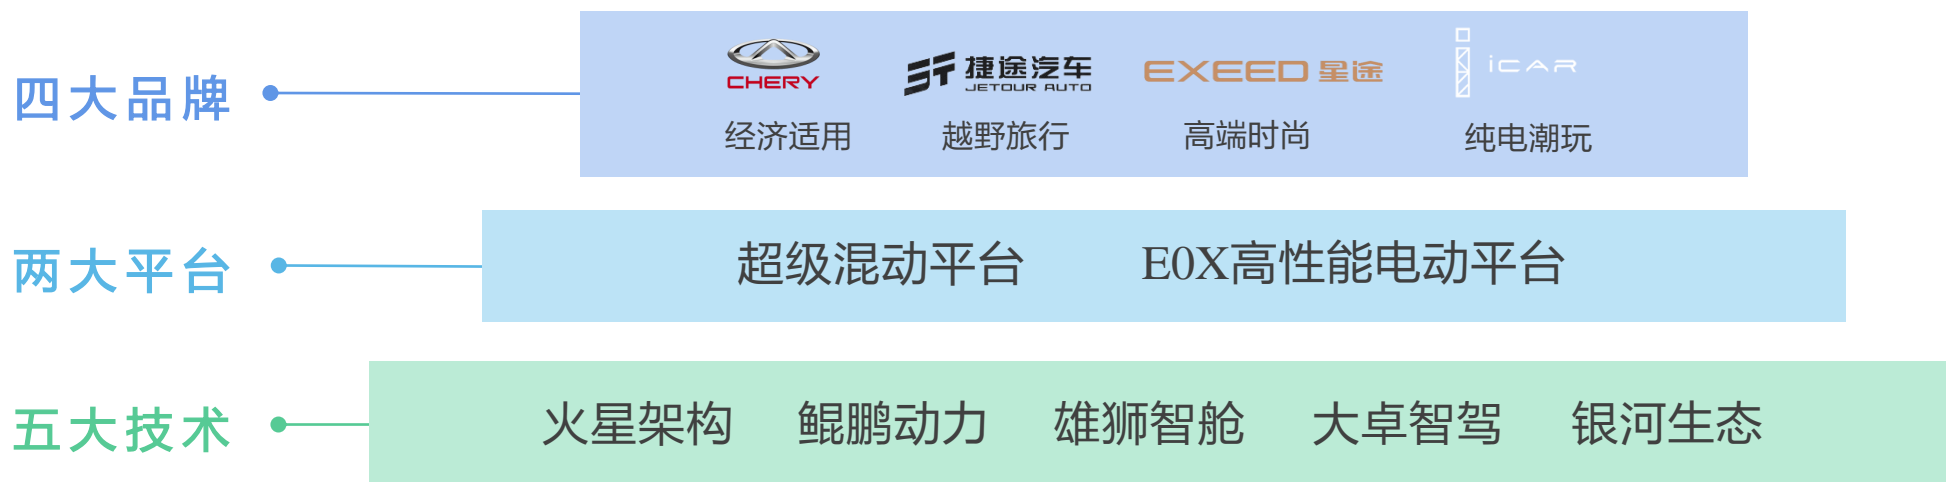 四大品牌
CHERY
捷途汽车
JETOUR AUTO
EXEED 星途
iCAR
经济适用
越野旅行
高端时尚
纯电潮玩
两大平台
超级混动平台
E0X高性能电动平台
五大技术
火星架构
鲲鹏动力
雄狮智舱
大卓智驾
银河生态